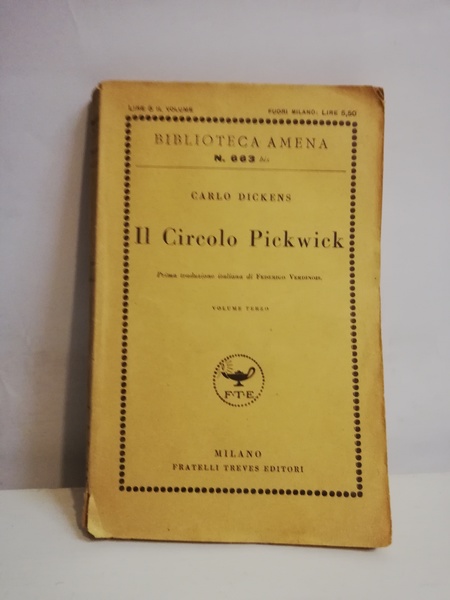 LIRE 5 IL VOLUME
FUORI MILANO: LIRE 5,50
BIBLIOTECA AMENA
N. 663 bis
CARLO DICKENS
Il Circolo Pickwick
Prima traduzione italiana di FEDERICO VERDINOIS.
VOLUME TERZO
F·T·E
MILANO
FRATELLI TREVES EDITORI